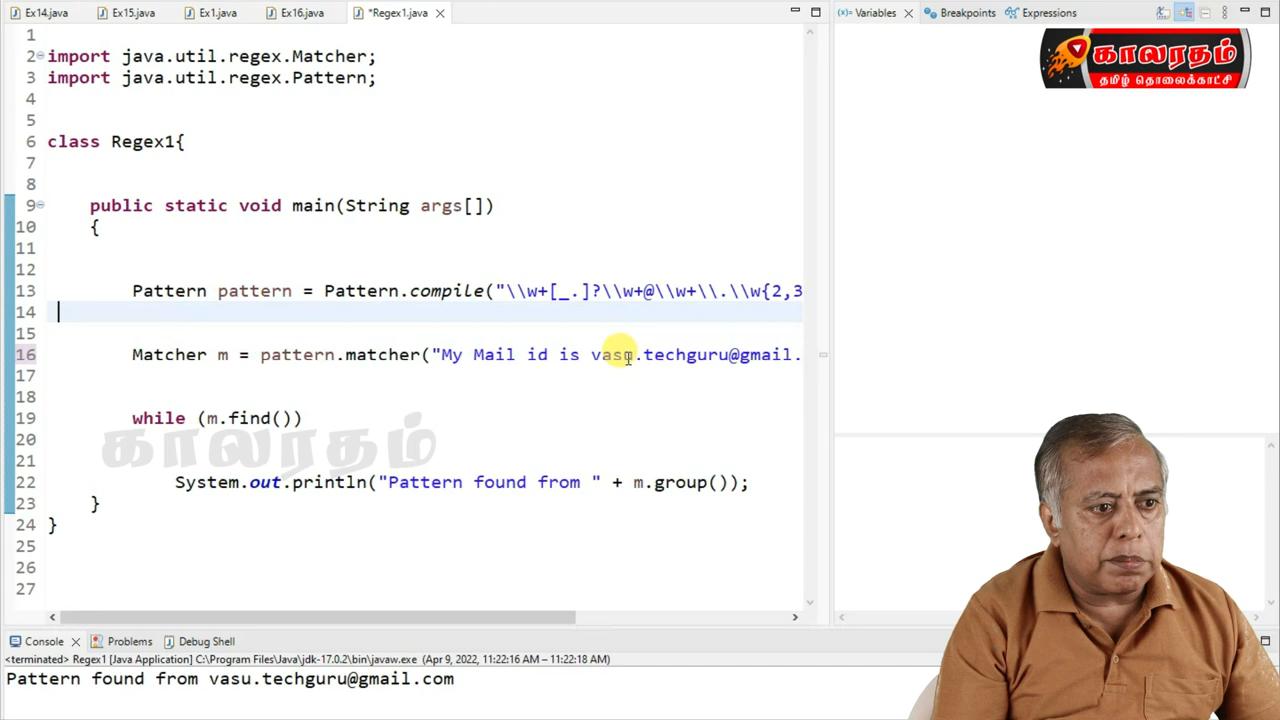 Ex14.java Ex15.java Ex1.java Ex16.java *Regex1.java
Variables Breakpoints Expressions
காலரதம்
தமிழ் தொலைக்காட்சி
1
2 import java.util.regex.Matcher;
3 import java.util.regex.Pattern;
4
5
6 class Regex1{
7
8
9 public static void main(String args[])
10 {
11
12
13 Pattern pattern = Pattern.compile("\\w+[_.]?\\w+@\\w+\\.\\w{2,3
14
15
16 Matcher m = pattern.matcher("My Mail id is vasu.techguru@gmail.
17
18
19 while (m.find())
காலரதம்
20
21
22 System.out.println("Pattern found from " + m.group());
23 }
24 }
25
26
27
Console Problems Debug Shell
<terminated> Regex1 [Java Application] C:\Program Files\Java\jdk-17.0.2\bin\javaw.exe (Apr 9, 2022, 11:22:16 AM – 11:22:18 AM)
Pattern found from vasu.techguru@gmail.com